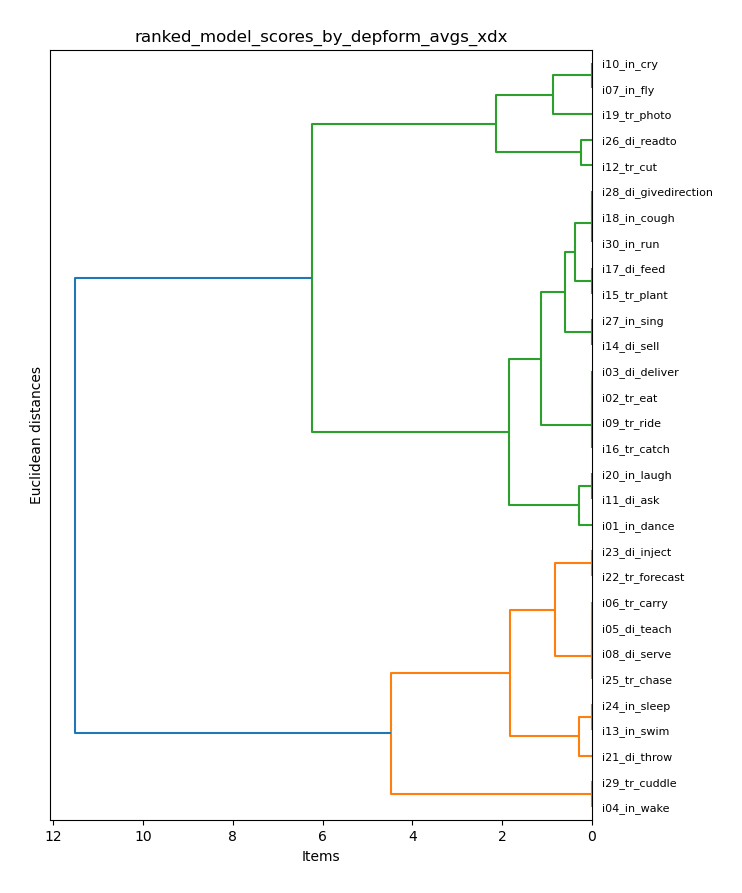 ranked_model_scores_by_depform_avgs_xdx
i10_in_cry
i07_in_fly
i19_tr_photo
i26_di_readto
i12_tr_cut
i28_di_givedirection
i18_in_cough
i30_in_run
i17_di_feed
i15_tr_plant
i27_in_sing
i14_di_sell
i03_di_deliver
i02_tr_eat
i09_tr_ride
i16_tr_catch
i20_in_laugh
i11_di_ask
i01_in_dance
i23_di_inject
i22_tr_forecast
i06_tr_carry
i05_di_teach
i08_di_serve
i25_tr_chase
i24_in_sleep
i13_in_swim
i21_di_throw
i29_tr_cuddle
i04_in_wake
Euclidean distances
12 10 8 6 4 2 0
Items